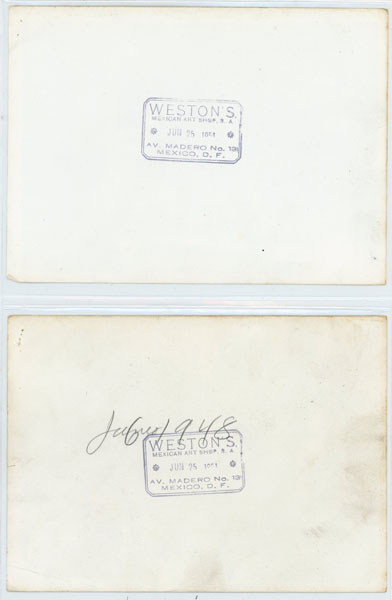 WESTON'S
MEXICAN ART SHOP, S. A.
JUN 25 1951
AV. MADERO No. 13
MEXICO, D. F.
1948
WESTON'S
MEXICAN ART SHOP, S. A.
JUN 25 1951
AV. MADERO No. 13
MEXICO, D. F.